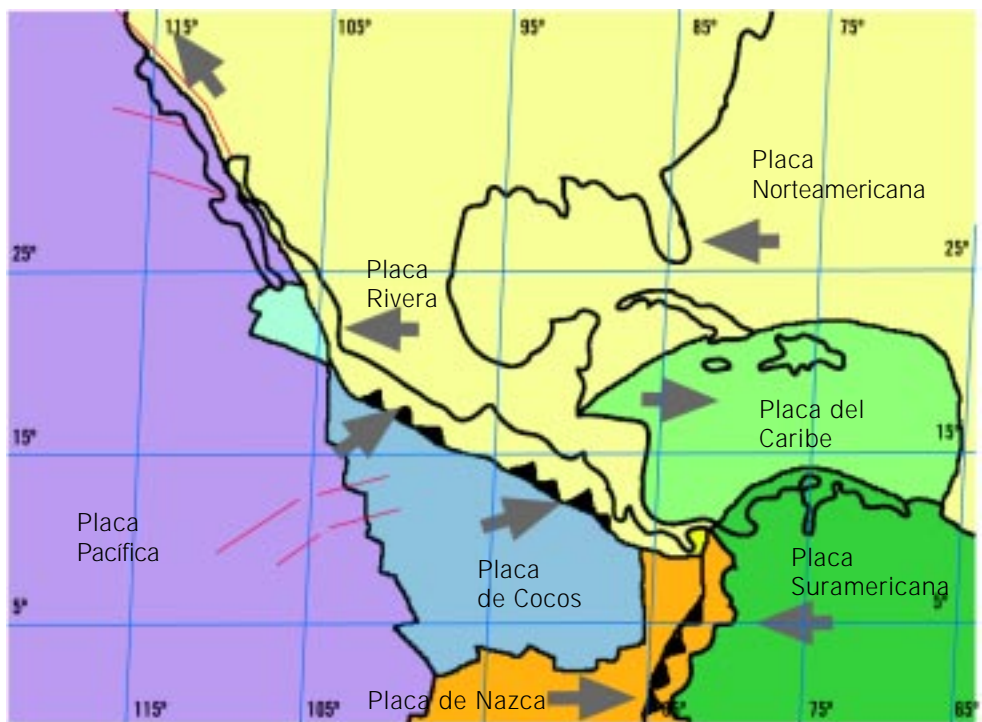 115°
105°
95°
85°
75°
Placa
Norteamericana
25°
25°
Placa
Rivera
Placa del
Caribe
15°
15°
Placa
Pacífica
Placa
de Cocos
Placa
Suramericana
5°
5°
Placa de Nazca
115°
105°
85°
75°
65°